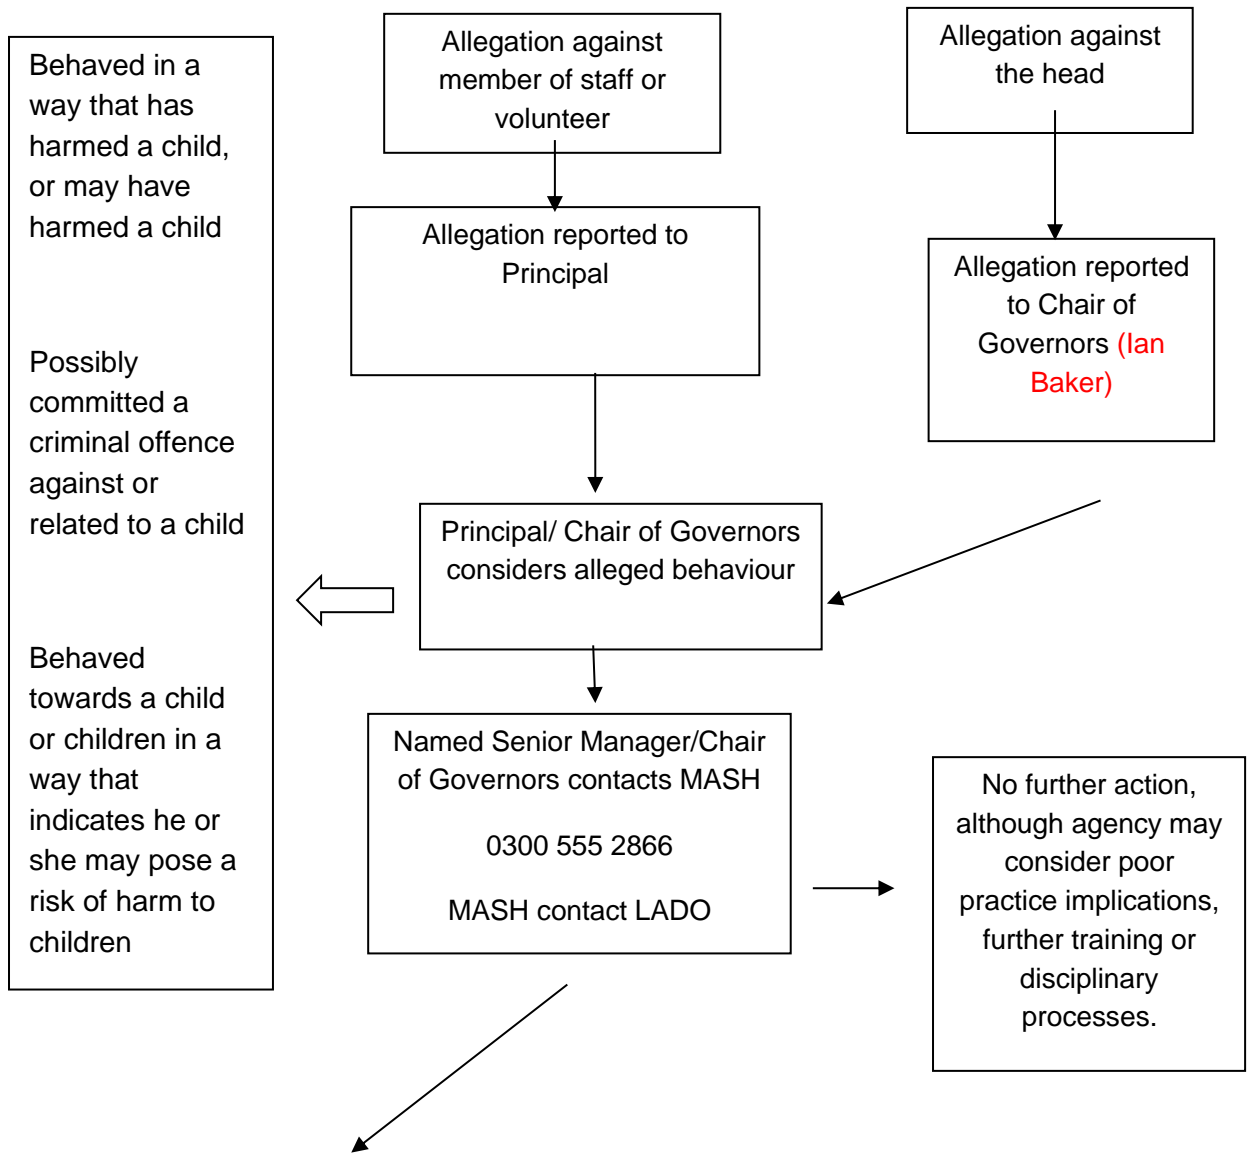 Behaved in a
way that has
harmed a child,
or may have
harmed a child
Possibly
committed a
criminal offence
against or
related to a child
Behaved
towards a child
or children in a
way that
indicates he or
she may pose a
risk of harm to
children
Allegation against
member of staff or
volunteer
Allegation against
the head
Allegation reported to
Principal
Allegation reported
to Chair of
Governors (Ian
Baker)
Principal/ Chair of Governors
considers alleged behaviour
Named Senior Manager/Chair
of Governors contacts MASH
0300 555 2866
MASH contact LADO
No further action,
although agency may
consider poor
practice implications,
further training or
disciplinary
processes.